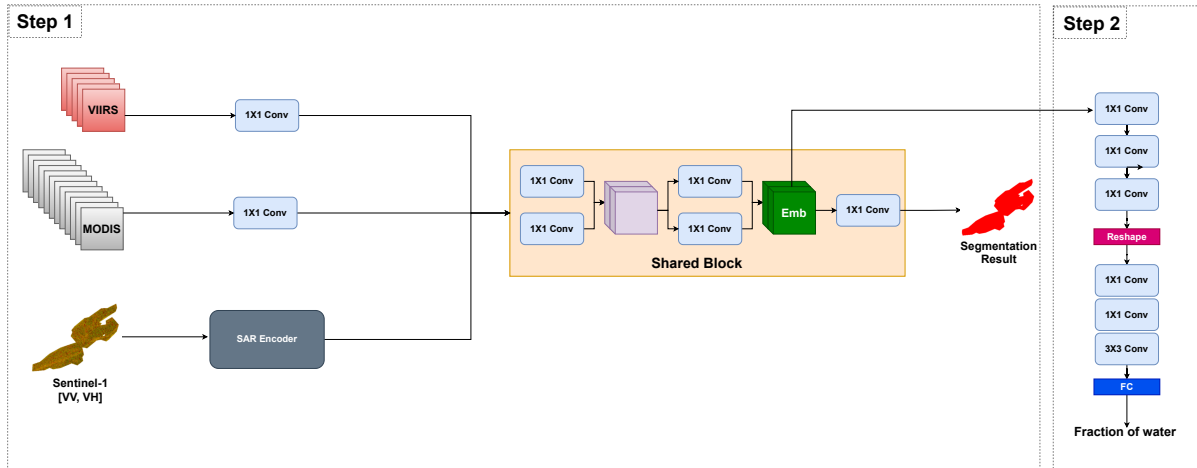 Step 1
VIIRS
1X1 Conv
MODIS
1X1 Conv
Sentinel-1
[VV, VH]
SAR Encoder
1X1 Conv
1X1 Conv
1X1 Conv
1X1 Conv
Emb
1X1 Conv
Shared Block
Segmentation
Result
Step 2
1X1 Conv
1X1 Conv
1X1 Conv
Reshape
1X1 Conv
1X1 Conv
3X3 Conv
FC
Fraction of water